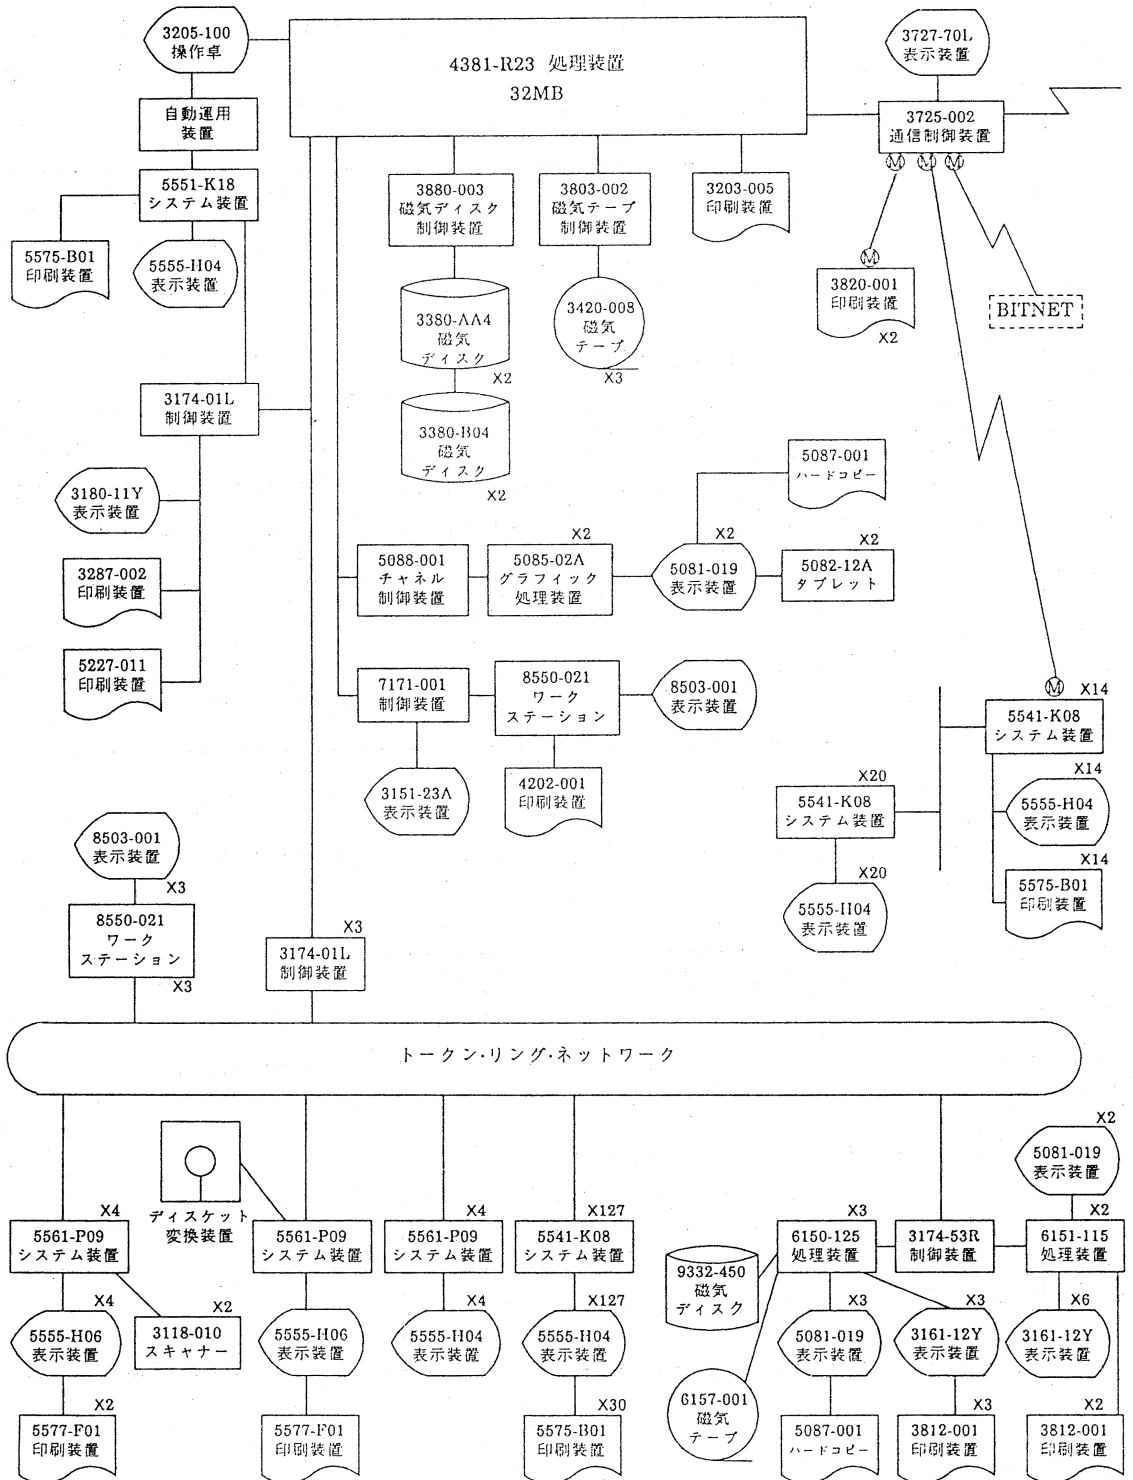 3205-100
操作卓
4381-R23 処理装置
32MB
3727-70L
表示装置
自動運用
装置
3725-002
通信制御装置
M
M
M
5551-K18
システム装置
3880-003
磁気ディスク
制御装置
3803-002
磁気テープ
制御装置
3203-005
印刷装置
5575-B01
印刷装置
5555-H04
表示装置
M
3820-001
印刷装置
X2
BITNET
3380-AA4
磁気
ディスク
X2
3420-008
磁気
テープ
X3
3174-01L
制御装置
3380-B04
磁気
ディスク
X2
5087-001
ハードコピー
3180-11Y
表示装置
3287-002
印刷装置
5227-011
印刷装置
5088-001
チャネル
制御装置
X2
5085-02A
グラフィック
処理装置
X2
5081-019
表示装置
X2
5082-12A
タブレット
7171-001
制御装置
8550-021
ワーク
ステーション
8503-001
表示装置
3151-23A
表示装置
4202-001
印刷装置
M
X14
5541-K08
システム装置
X20
5541-K08
システム装置
X14
5555-H04
表示装置
X20
5555-H04
表示装置
X14
5575-B01
印刷装置
8503-001
表示装置
X3
8550-021
ワーク
ステーション
X3
X3
3174-01L
制御装置
トークン・リング・ネットワーク
ディスケット
変換装置
X4
5561-P09
システム装置
5561-P09
システム装置
X4
5561-P09
システム装置
X127
5541-K08
システム装置
X2
5081-019
表示装置
X3
6150-125
処理装置
3174-53R
制御装置
X2
6151-115
処理装置
9332-450
磁気
ディスク
X4
5555-H06
表示装置
X2
3118-010
スキャナー
5555-H06
表示装置
X4
5555-H04
表示装置
X127
5555-H04
表示装置
X3
5081-019
表示装置
X3
3161-12Y
表示装置
X6
3161-12Y
表示装置
6157-001
磁気
テープ
X2
5577-F01
印刷装置
5577-F01
印刷装置
X30
5575-B01
印刷装置
5087-001
ハードコピー
X3
3812-001
印刷装置
X2
3812-001
印刷装置